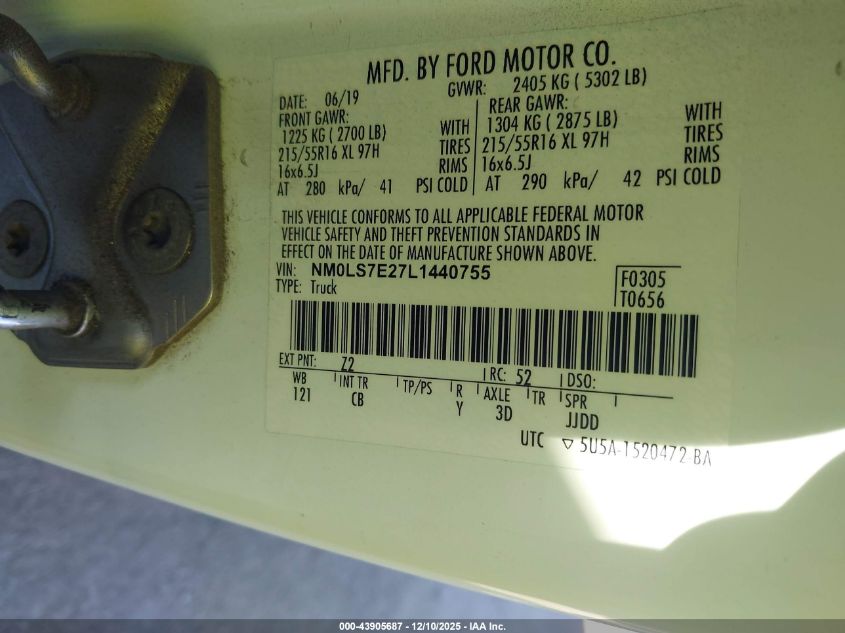 MFD. BY FORD MOTOR CO.
DATE: 06/19 GVWR: 2405 KG ( 5302 LB)
FRONT GAWR: REAR GAWR:
1225 KG ( 2700 LB) WITH 1304 KG ( 2875 LB) WITH
215/55R16 XL 97H TIRES 215/55R16 XL 97H TIRES
16x6.5J RIMS 16x6.5J RIMS
AT 280 kPa/ 41 PSI COLD AT 290 kPa/ 42 PSI COLD
THIS VEHICLE CONFORMS TO ALL APPLICABLE FEDERAL MOTOR
VEHICLE SAFETY AND THEFT PREVENTION STANDARDS IN
EFFECT ON THE DATE OF MANUFACTURE SHOWN ABOVE.
VIN: NM0LS7E27L1440755 F0305
TYPE: Truck T0656
EXT PNT: Z2 RC: 52 DSO:
WB INT TR TP/PS R AXLE TR SPR
121 CB Y 3D JJDD
UTC ▽ 5U5A-1520472-BA
000-43905687 - 12/10/2025 - IAA Inc.